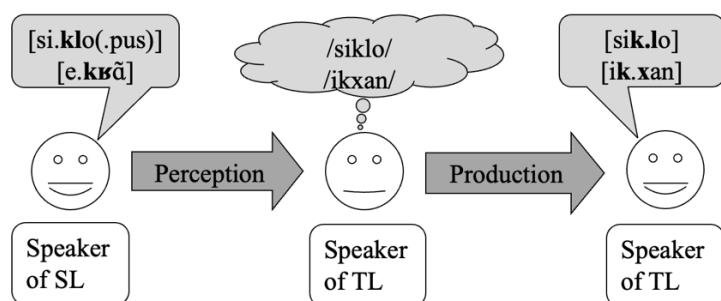 [si.klo(.pus)]
[e.kʁɑ̃]
/siklo/
/ikxan/
[sik.lo]
[ik.xan]
Perception
Production
Speaker
of SL
Speaker
of TL
Speaker
of TL